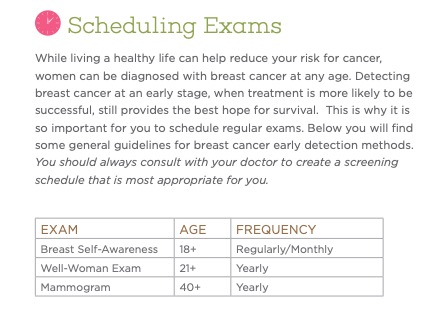 Scheduling Exams
While living a healthy life can help reduce your risk for cancer,
women can be diagnosed with breast cancer at any age. Detecting
breast cancer at an early stage, when treatment is more likely to be
successful, still provides the best hope for survival.  This is why it is
so important for you to schedule regular exams. Below you will find
some general guidelines for breast cancer early detection methods.
You should always consult with your doctor to create a screening
schedule that is most appropriate for you.
EXAM AGE FREQUENCY
Breast Self-Awareness 18+ Regularly/Monthly
Well-Woman Exam 21+ Yearly
Mammogram 40+ Yearly